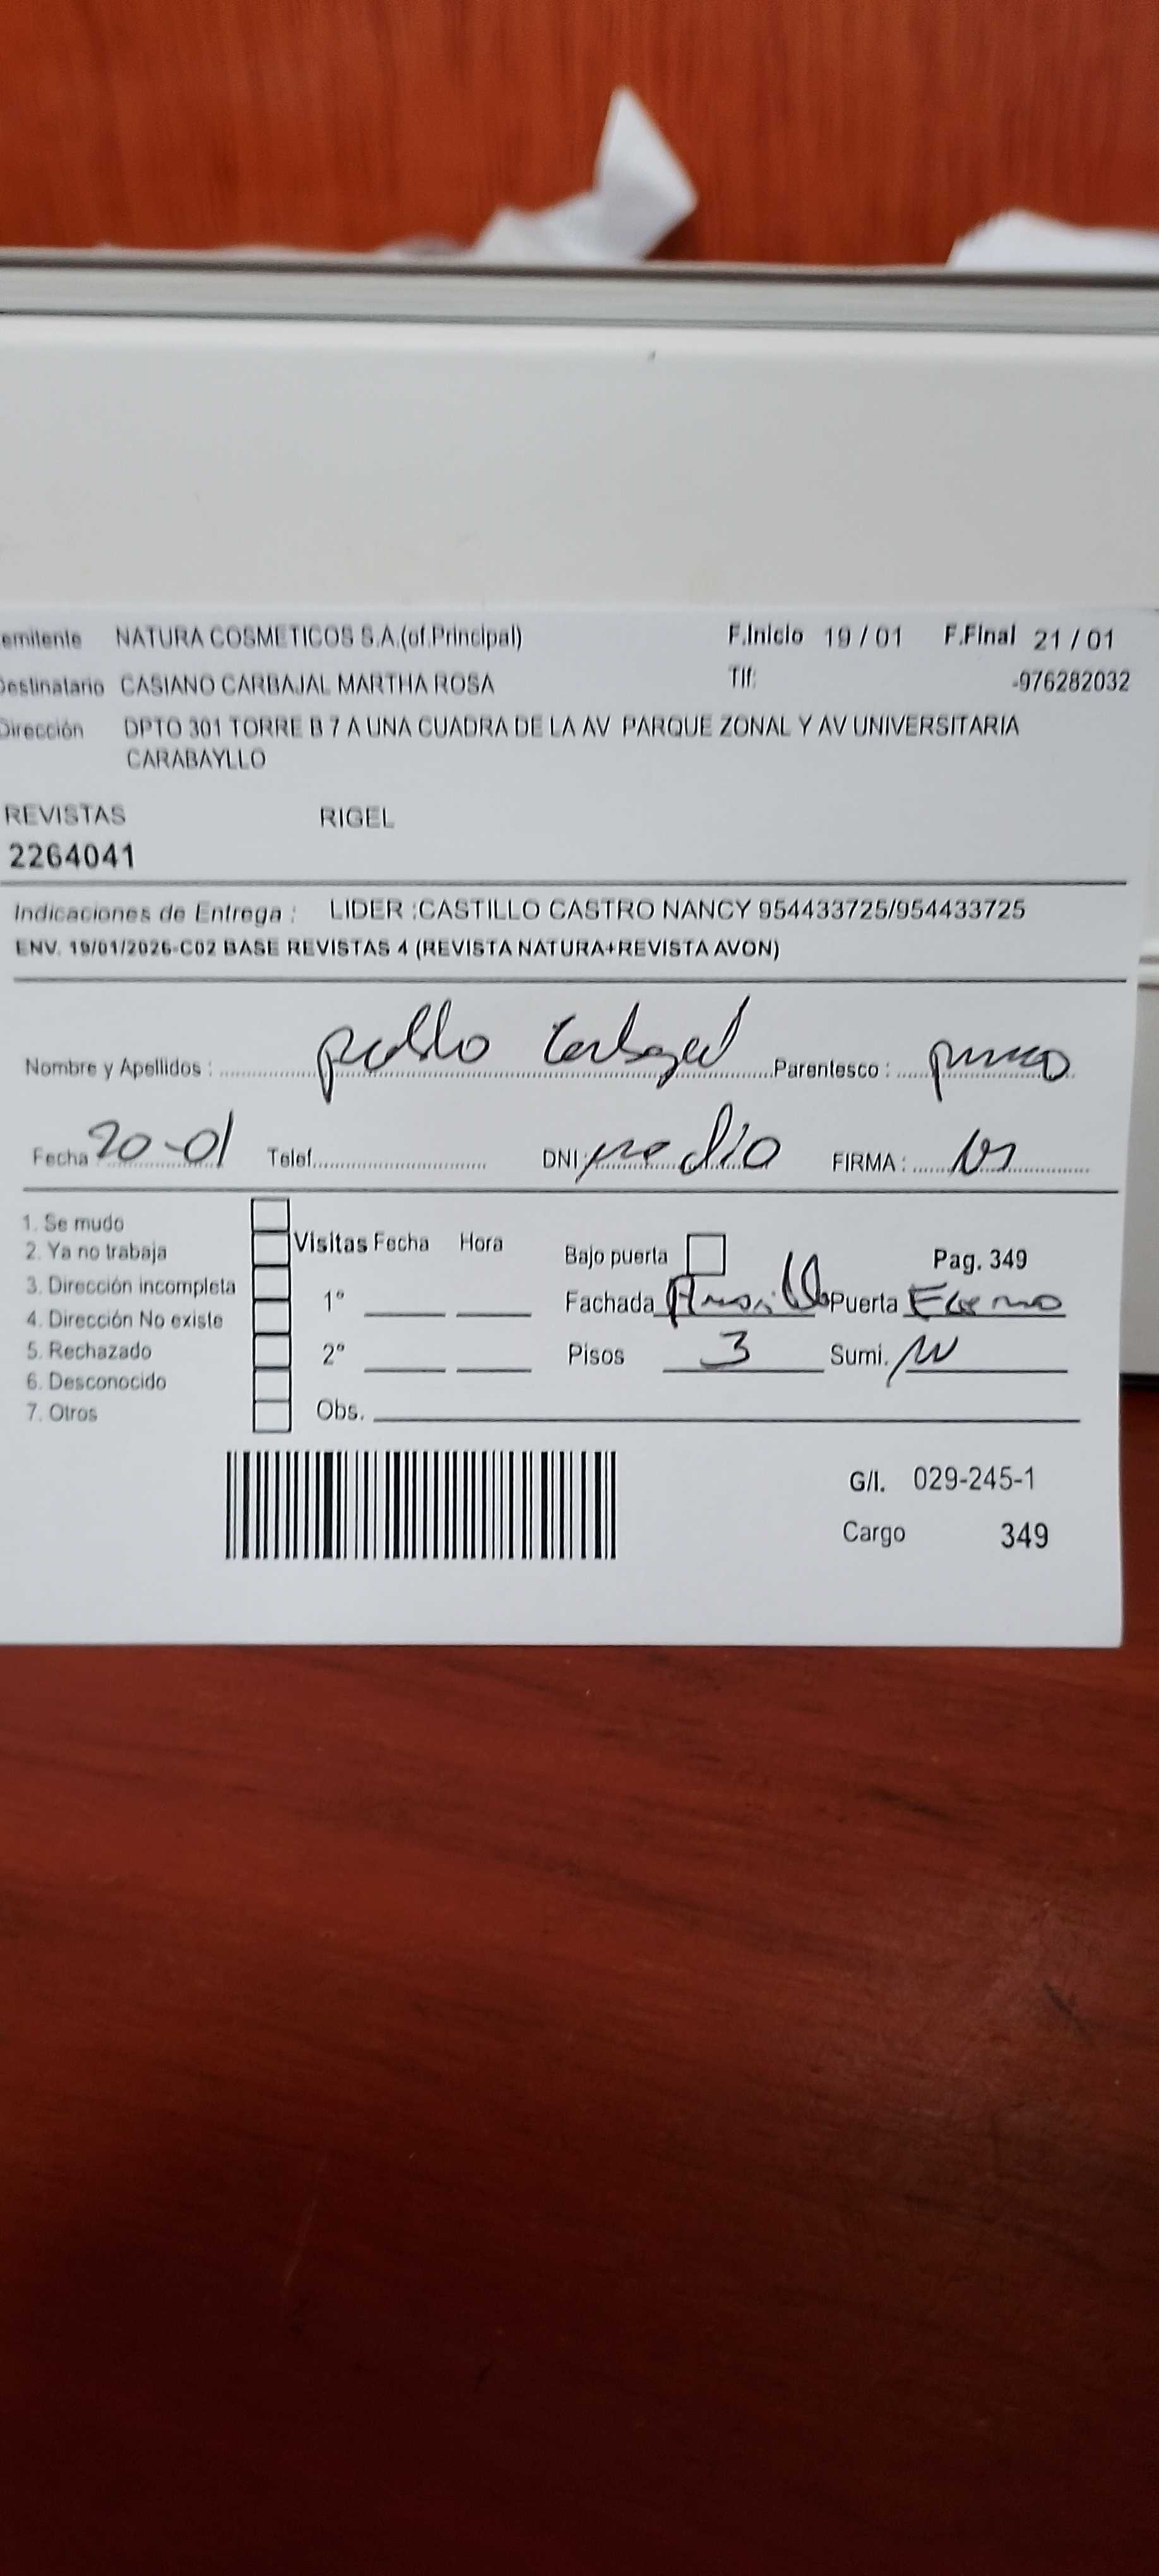 emitente NATURA COSMETICOS S.A.(of.Principal) F.Inicio 19 / 01 F.Final 21 / 01
Destinatario CASIANO CARBAJAL MARTHA ROSA Tlf: -976282032
Dirección DPTO 301 TORRE B 7 A UNA CUADRA DE LA AV PARQUE ZONAL Y AV UNIVERSITARIA
CARABAYLLO
REVISTAS RIGEL
2264041
Indicaciones de Entrega : LIDER :CASTILLO CASTRO NANCY 954433725/954433725
ENV. 19/01/2026-C02 BASE REVISTAS 4 (REVISTA NATURA+REVISTA AVON)
Nombre y Apellidos : pablo Carbajal Parentesco : primo
Fecha 20-01 Telef. DNI: no dio FIRMA :
1. Se mudo
2. Ya no trabaja Visitas Fecha Hora Bajo puerta Pag. 349
3. Dirección incompleta 1° Fachada Amarillo Puerta
4. Dirección No existe
5. Rechazado 2° Pisos 3 Sumi.
6. Desconocido
7. Otros Obs.
G/I. 029-245-1
Cargo 349